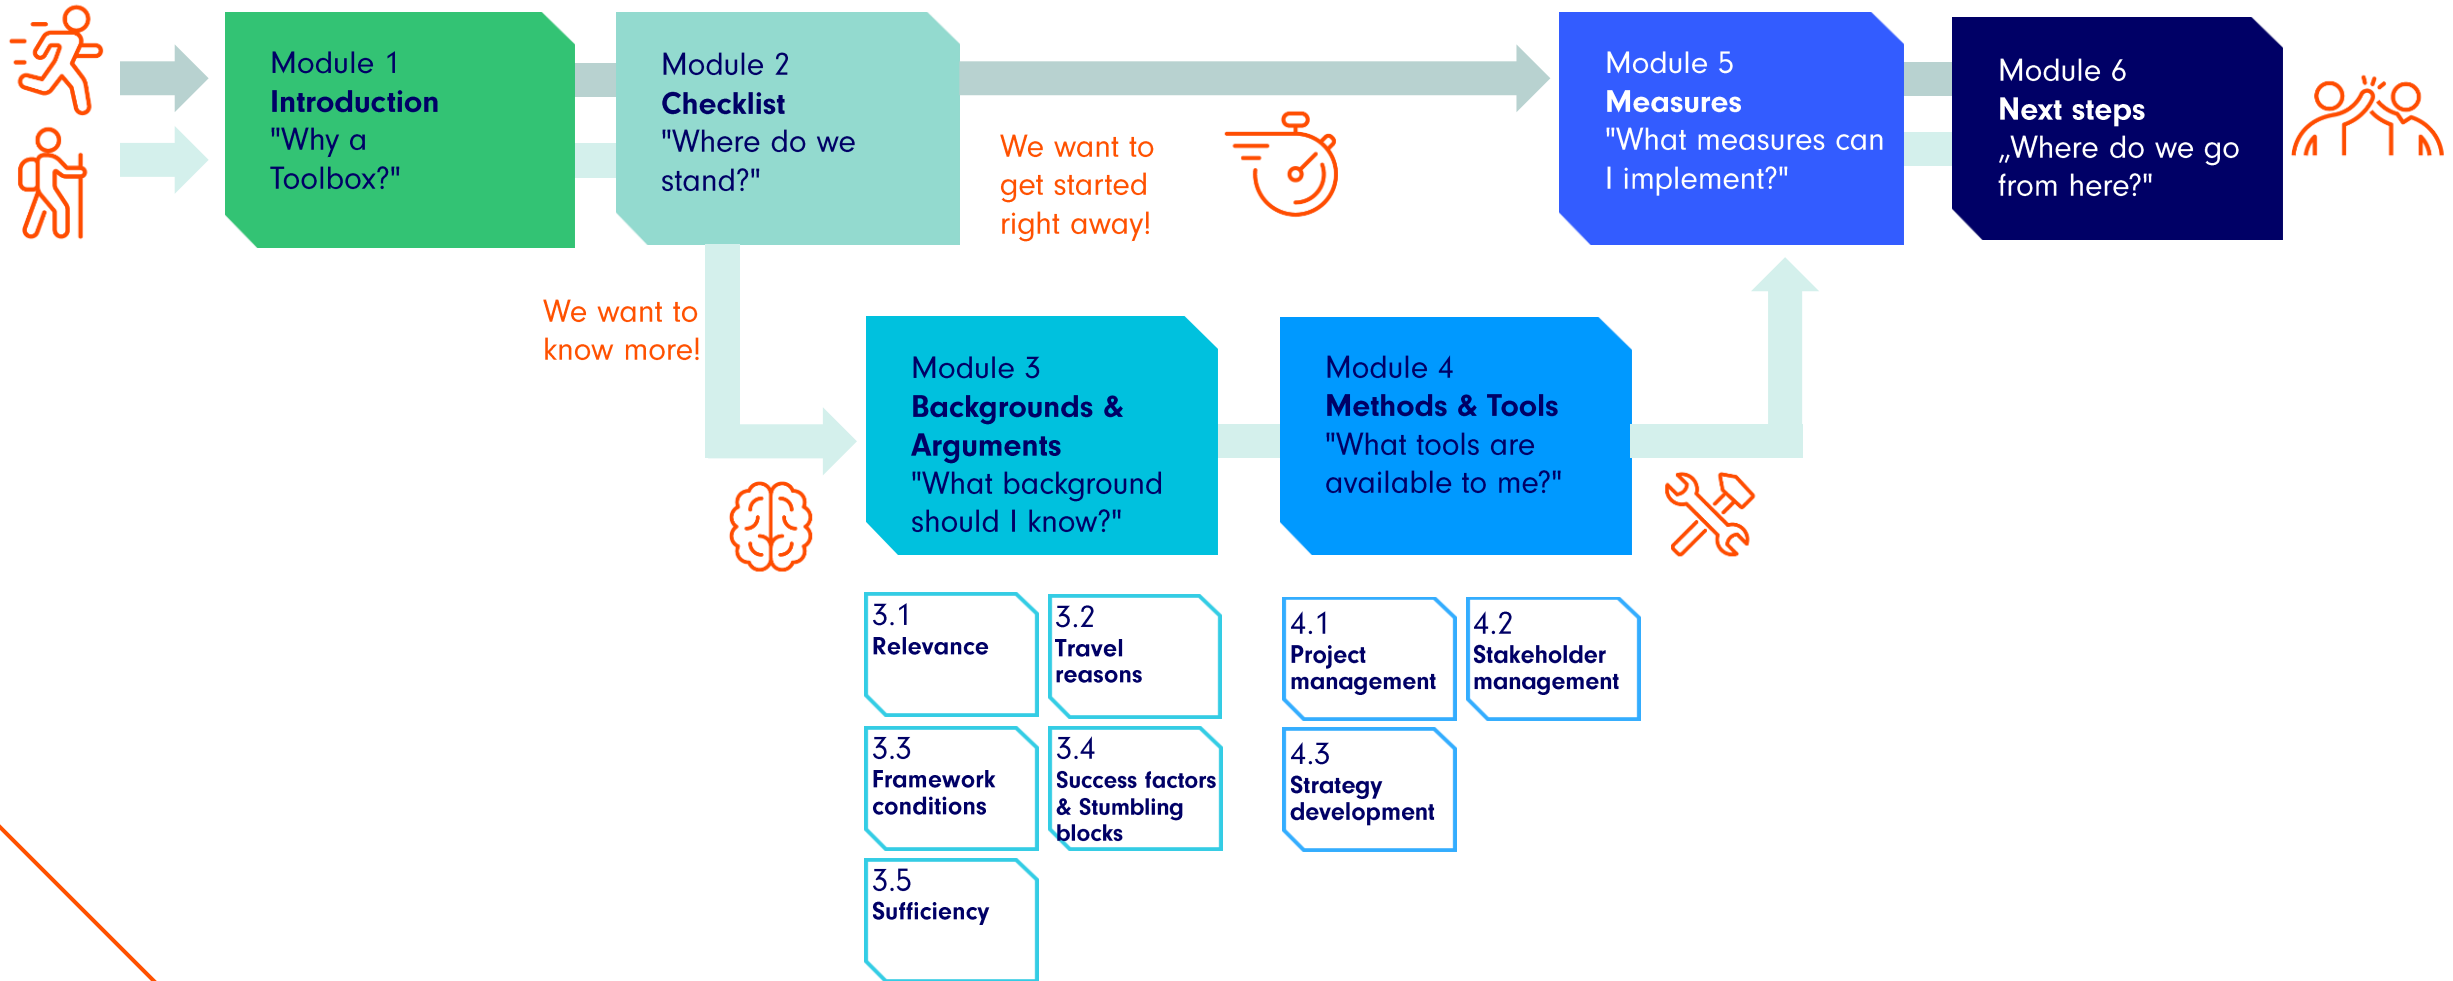 Module 1
Introduction
"Why a
Toolbox?"
Module 2
Checklist
"Where do we
stand?"
We want to
get started
right away!
Module 5
Measures
"What measures can
I implement?"
Module 6
Next steps
„Where do we go
from here?"
We want to
know more!
Module 3
Backgrounds &
Arguments
"What background
should I know?"
Module 4
Methods & Tools
"What tools are
available to me?"
3.1
Relevance
3.2
Travel
reasons
3.3
Framework
conditions
3.4
Success factors
& Stumbling
blocks
3.5
Sufficiency
4.1
Project
management
4.2
Stakeholder
management
4.3
Strategy
development